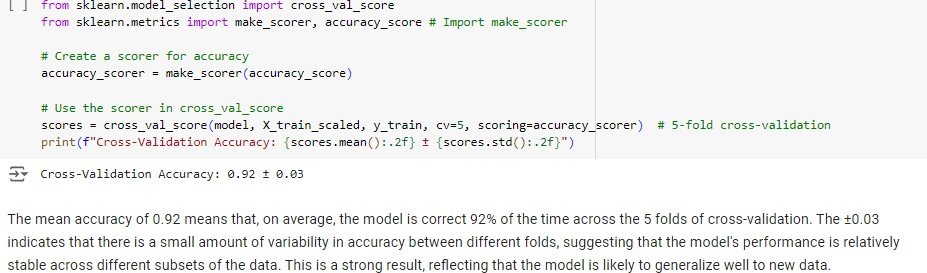 [ ] from sklearn.model_selection import cross_val_score
from sklearn.metrics import make_scorer, accuracy_score # Import make_scorer
# Create a scorer for accuracy
accuracy_scorer = make_scorer(accuracy_score)
# Use the scorer in cross_val_score
scores = cross_val_score(model, X_train_scaled, y_train, cv=5, scoring=accuracy_scorer)  # 5-fold cross-validation
print(f"Cross-Validation Accuracy: {scores.mean():.2f} ± {scores.std():.2f}")
Cross-Validation Accuracy: 0.92 ± 0.03
The mean accuracy of 0.92 means that, on average, the model is correct 92% of the time across the 5 folds of cross-validation. The ±0.03
indicates that there is a small amount of variability in accuracy between different folds, suggesting that the model's performance is relatively
stable across different subsets of the data. This is a strong result, reflecting that the model is likely to generalize well to new data.